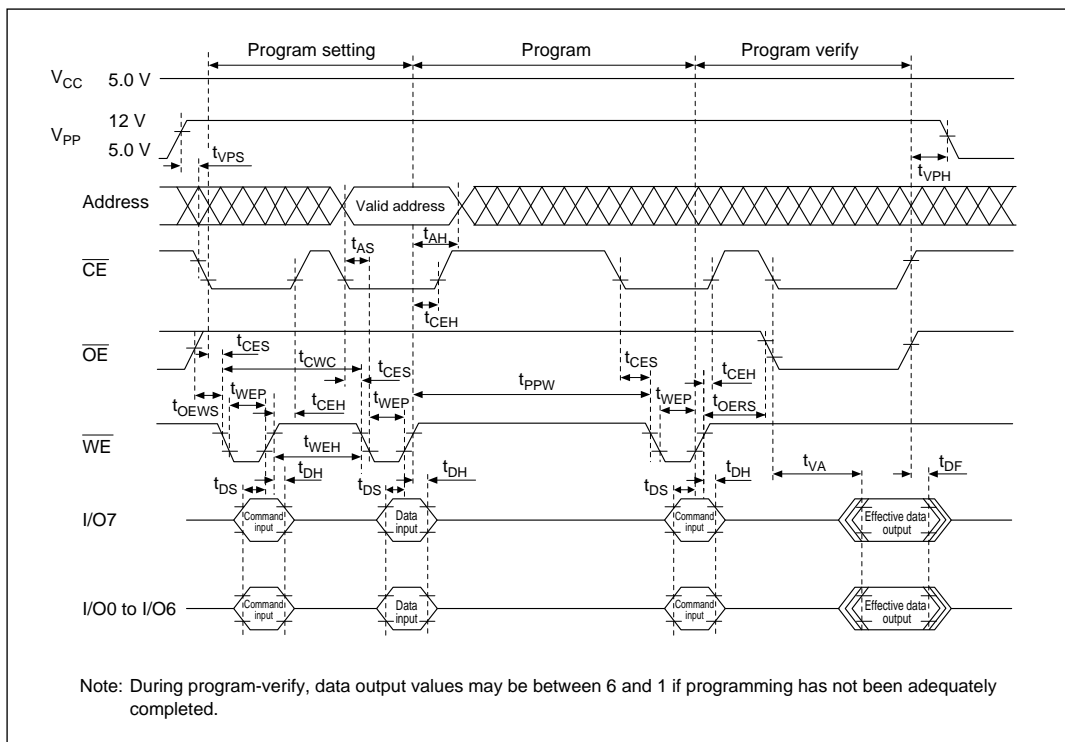 Program setting Program Program verify
VCC 5.0 V
VPP 12 V
5.0 V
tVPS
tVPH
Address Valid address
tAS tAH
CE
tCEH
OE
tCES tCWC tCES tCES tCEH
tOEWS tWEP tCEH tWEP tPPW tWEP tOERS
WE
tWEH
tVA tDF
tDS tDH tDS tDH tDS tDH
I/O7 Command input Data input Command input Effective data output
I/O0 to I/O6 Command input Data input Command input Effective data output
Note: During program-verify, data output values may be between 6 and 1 if programming has not been adequately
completed.